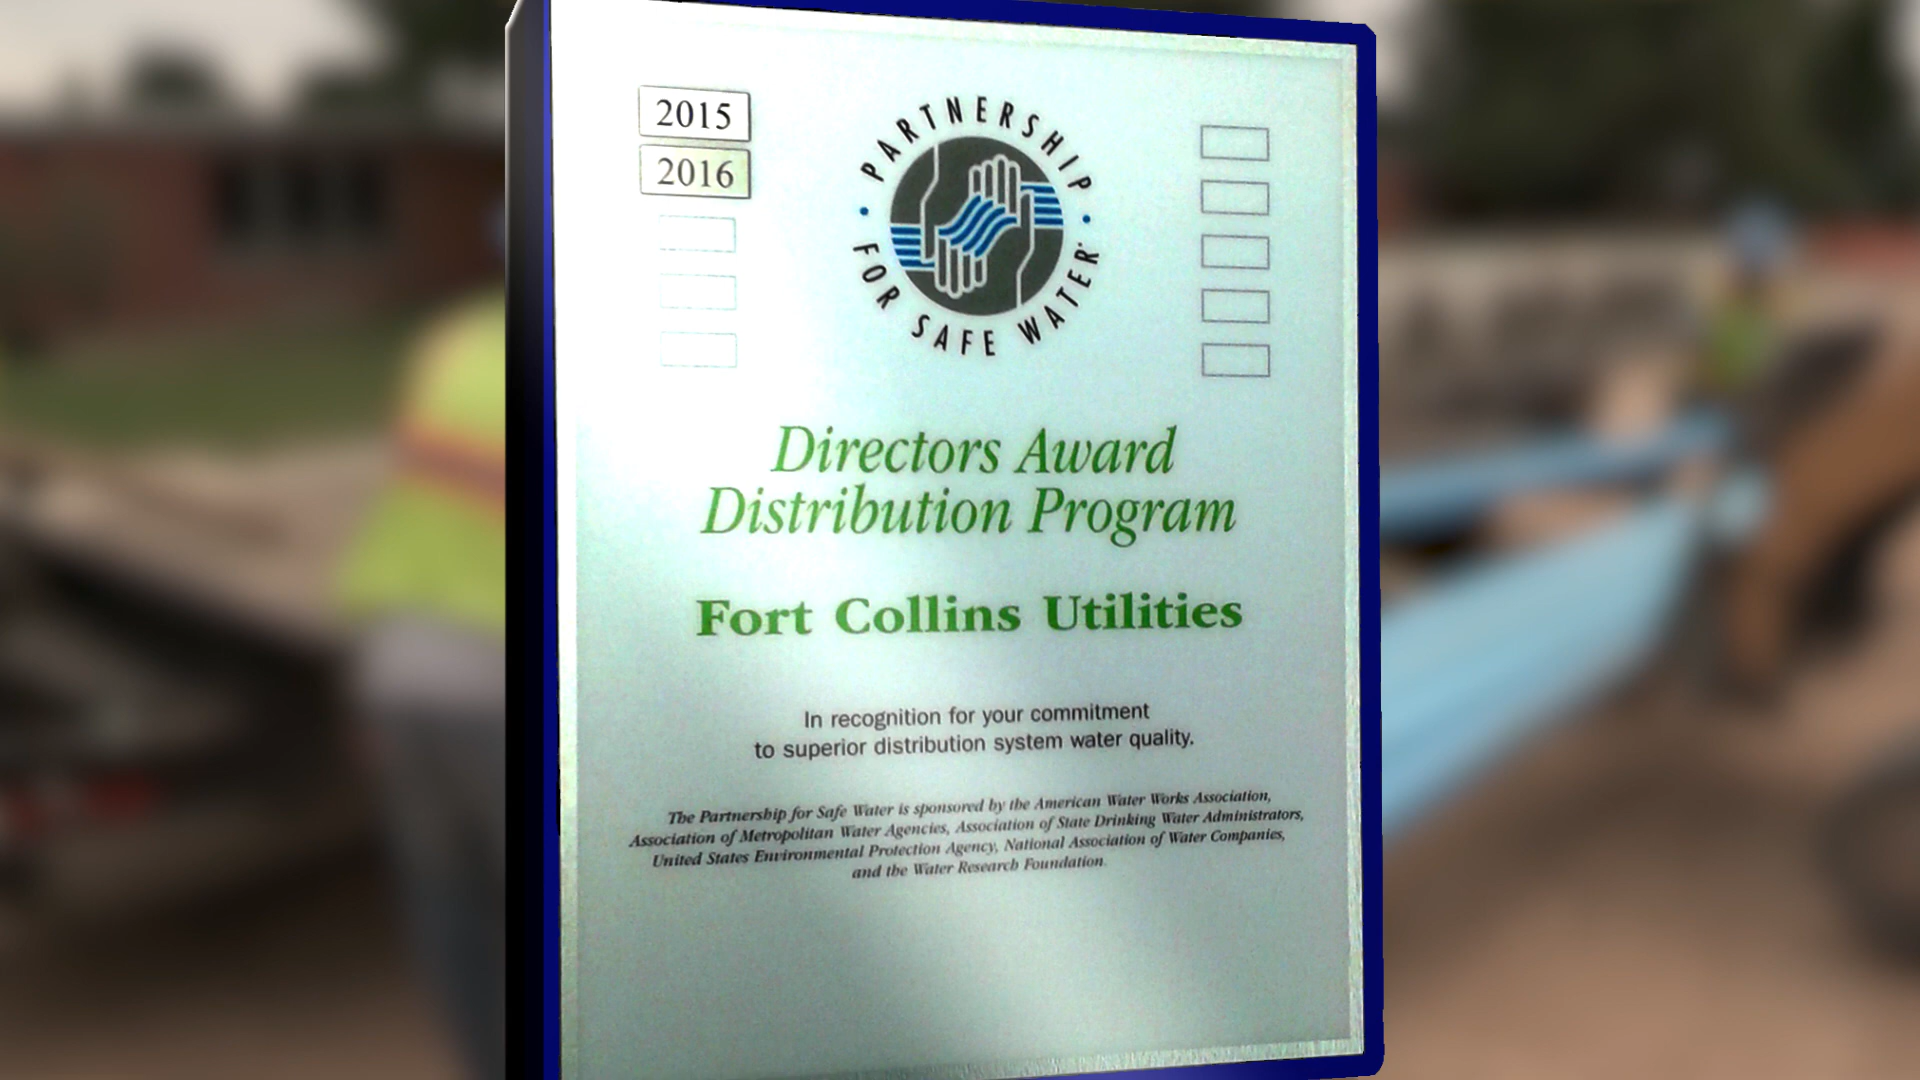 2015
2016
PARTNERSHIP
FOR SAFE WATER
Directors Award
Distribution Program
Fort Collins Utilities
In recognition for your commitment
to superior distribution system water quality.
The Partnership for Safe Water is sponsored by the American Water Works Association,
Association of Metropolitan Water Agencies, Association of State Drinking Water Administrators,
United States Environmental Protection Agency, National Association of Water Companies,
and the Water Research Foundation.